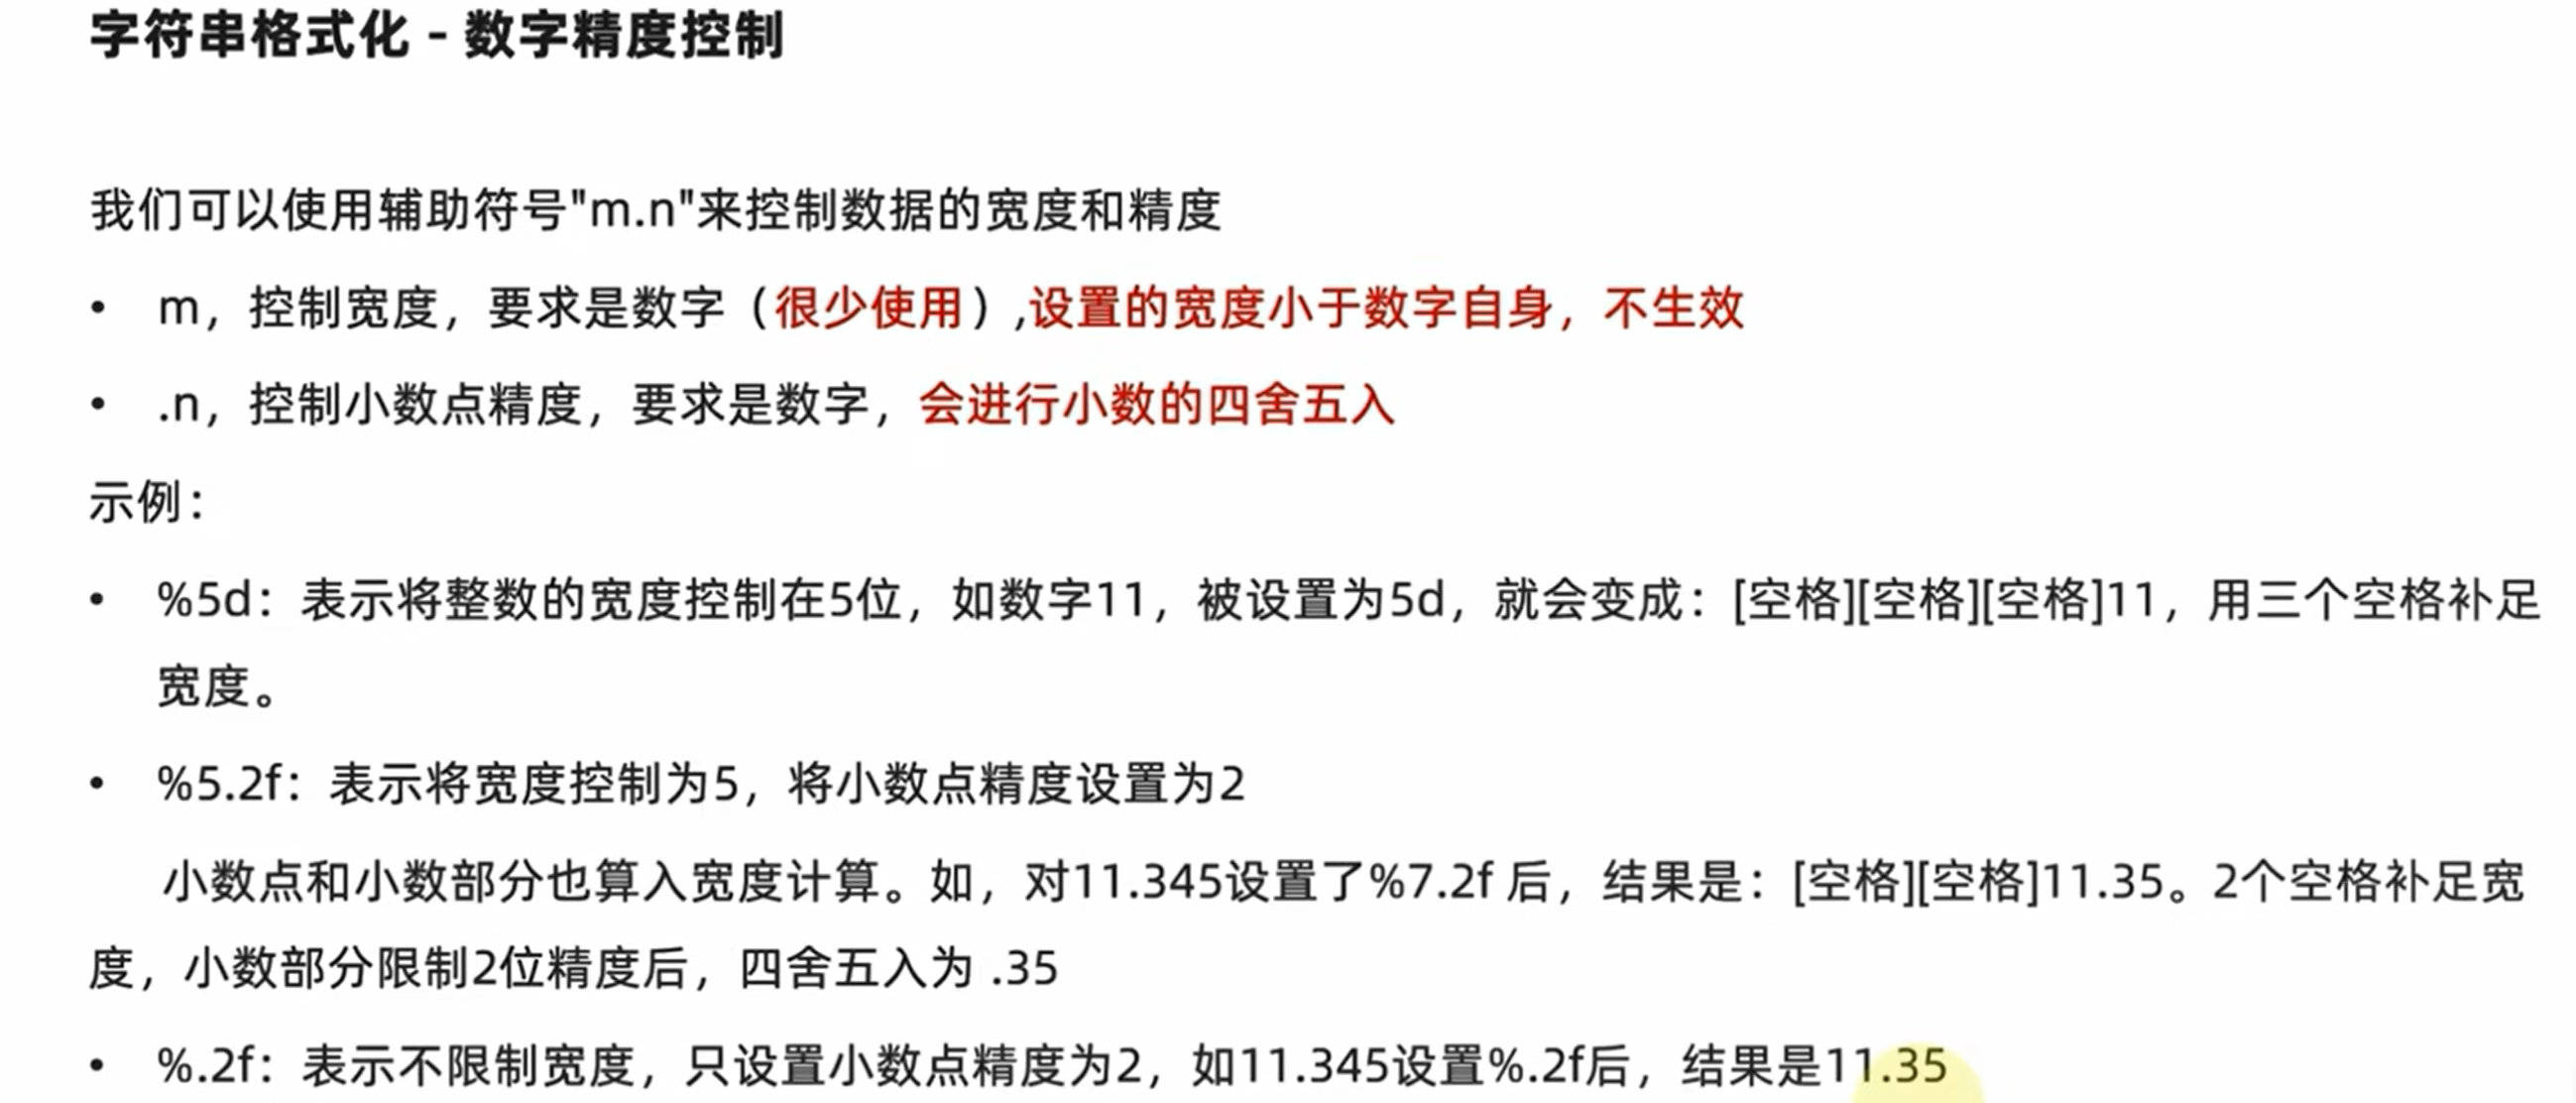 字符串格式化 - 数字精度控制
我们可以使用辅助符号"m.n"来控制数据的宽度和精度
• m，控制宽度，要求是数字（很少使用）,设置的宽度小于数字自身，不生效
• .n，控制小数点精度，要求是数字，会进行小数的四舍五入
示例：
• %5d：表示将整数的宽度控制在5位，如数字11，被设置为5d，就会变成：[空格][空格][空格]11，用三个空格补足
宽度。
• %5.2f：表示将宽度控制为5，将小数点精度设置为2
小数点和小数部分也算入宽度计算。如，对11.345设置了%7.2f 后，结果是：[空格][空格]11.35。2个空格补足宽
度，小数部分限制2位精度后，四舍五入为 .35
• %.2f：表示不限制宽度，只设置小数点精度为2，如11.345设置%.2f后，结果是11.35